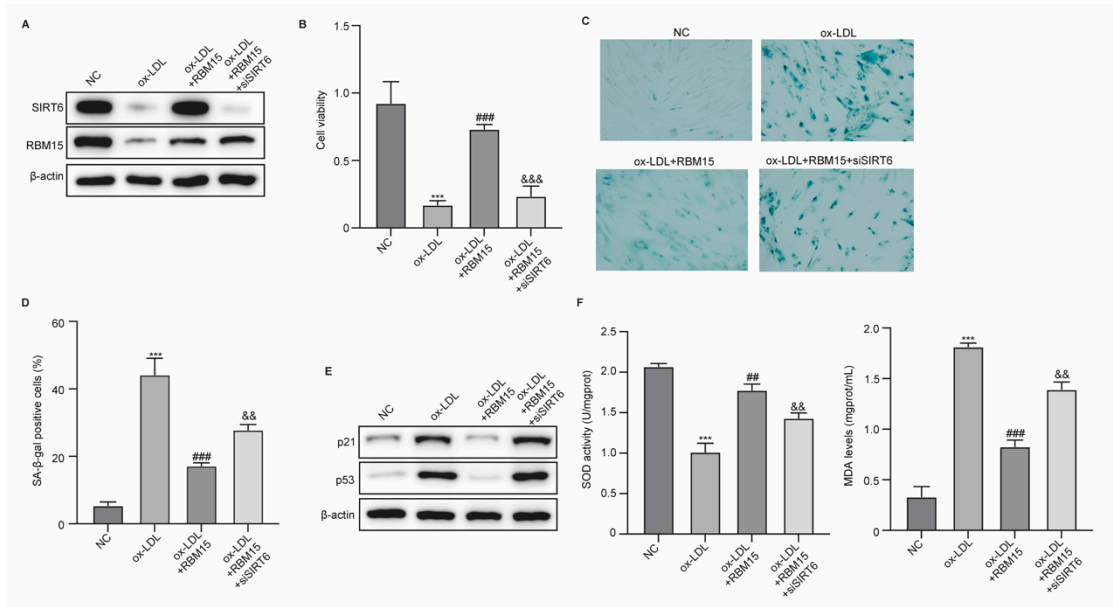 A
NC
ox-LDL
ox-LDL
+RBM15
ox-LDL
+RBM15
+siSIRT6
SIRT6
RBM15
β-actin
B
Cell viability
1.5
1.0
0.5
0
***
###
&&&
NC
ox-LDL
ox-LDL
+RBM15
ox-LDL
+RBM15
+siSIRT6
C
NC
ox-LDL
ox-LDL+RBM15
ox-LDL+RBM15+siSIRT6
D
SA-β-gal positive cells (%)
60
40
20
0
***
###
&&
NC
ox-LDL
ox-LDL
+RBM15
ox-LDL
+RBM15
+siSIRT6
E
NC
ox-LDL
ox-LDL
+RBM15
ox-LDL
+RBM15
+siSIRT6
p21
p53
β-actin
F
SOD activity (U/mgprot)
2.5
2.0
1.5
1.0
0.5
0
***
##
&&
NC
ox-LDL
ox-LDL
+RBM15
ox-LDL
+RBM15
+siSIRT6
MDA levels (mgprot/mL)
2.0
1.5
1.0
0.5
0
***
###
&&
NC
ox-LDL
ox-LDL
+RBM15
ox-LDL
+RBM15
+siSIRT6